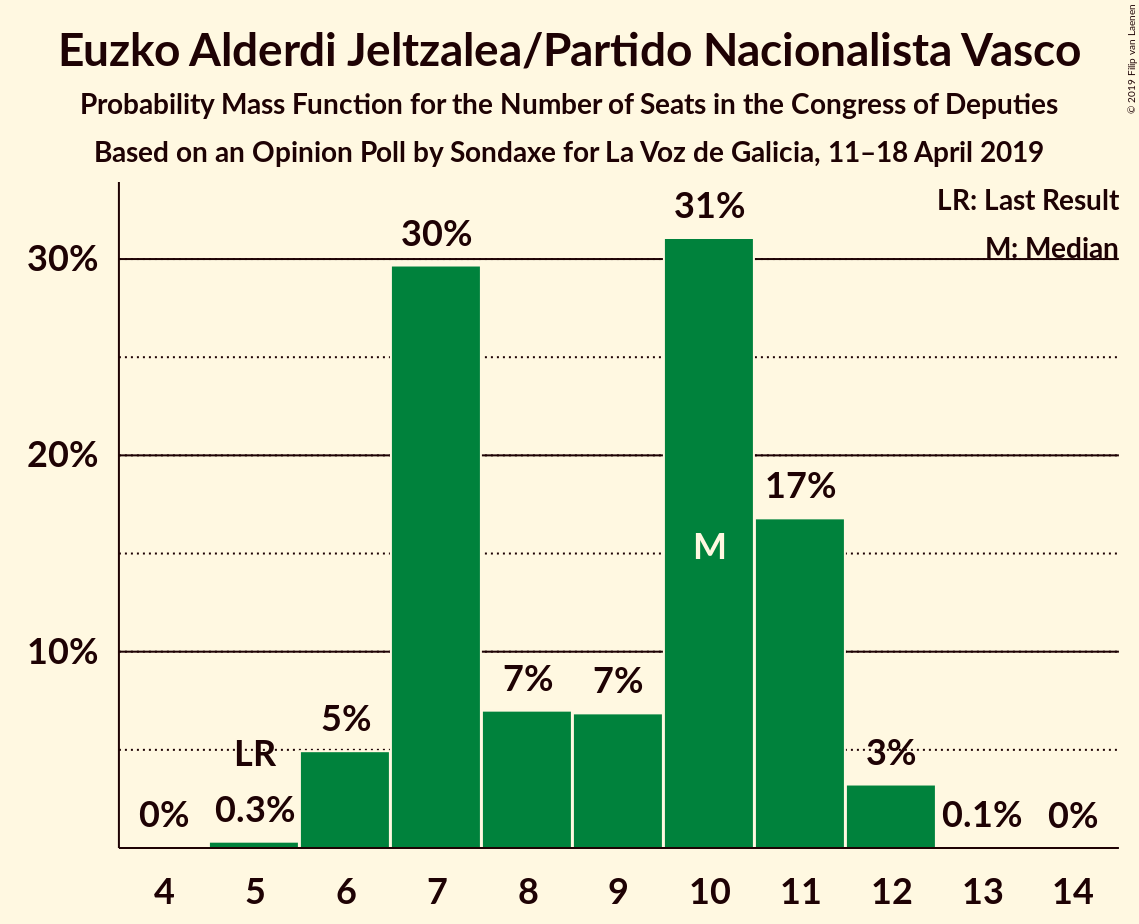 Euzko Alderdi Jeltzalea/Partido Nacionalista Vasco
Probability Mass Function for the Number of Seats in the Congress of Deputies
Based on an Opinion Poll by Sondaxe for La Voz de Galicia, 11–18 April 2019
© 2019 Filip van Laenen
LR: Last Result
M: Median
30%
20%
10%
0%
LR
0.3%
5%
30%
7%
7%
31%
M
17%
3%
0.1%
0%
4 5 6 7 8 9 10 11 12 13 14